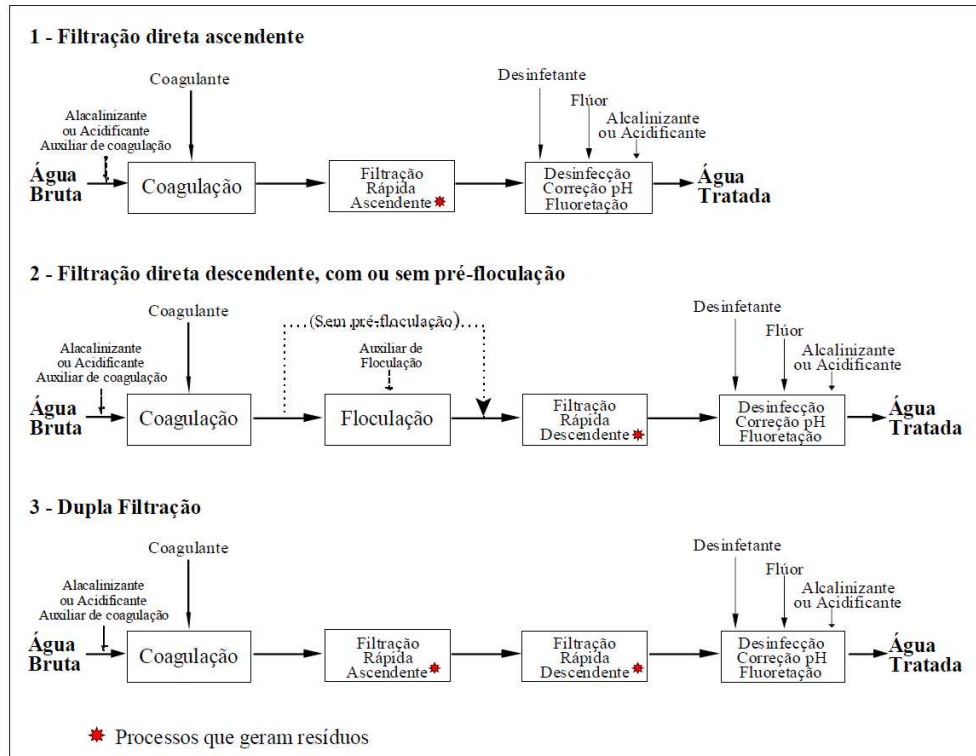 1 - Filtração direta ascendente
Coagulante
Alacalinizante
ou Acidificante
Auxiliar de coagulação
Água
Bruta
Coagulação
Filtração
Rápida
Ascendente
Desinfetante
Flúor
Alcalinizante
ou Acidificante
Desinfecção
Correção pH
Fluoretação
Água
Tratada
2 - Filtração direta descendente, com ou sem pré-floculação
Coagulante
Alacalinizante
ou Acidificante
Auxiliar de coagulação
Água
Bruta
Coagulação
(Sem pré-floculação)
Auxiliar de
Floculação
Floculação
Filtração
Rápida
Descendente
Desinfetante
Flúor
Alcalinizante
ou Acidificante
Desinfecção
Correção pH
Fluoretação
Água
Tratada
3 - Dupla Filtração
Coagulante
Alacalinizante
ou Acidificante
Auxiliar de coagulação
Água
Bruta
Coagulação
Filtração
Rápida
Ascendente
Filtração
Rápida
Descendente
Desinfetante
Flúor
Alcalinizante
ou Acidificante
Desinfecção
Correção pH
Fluoretação
Água
Tratada
Processos que geram resíduos